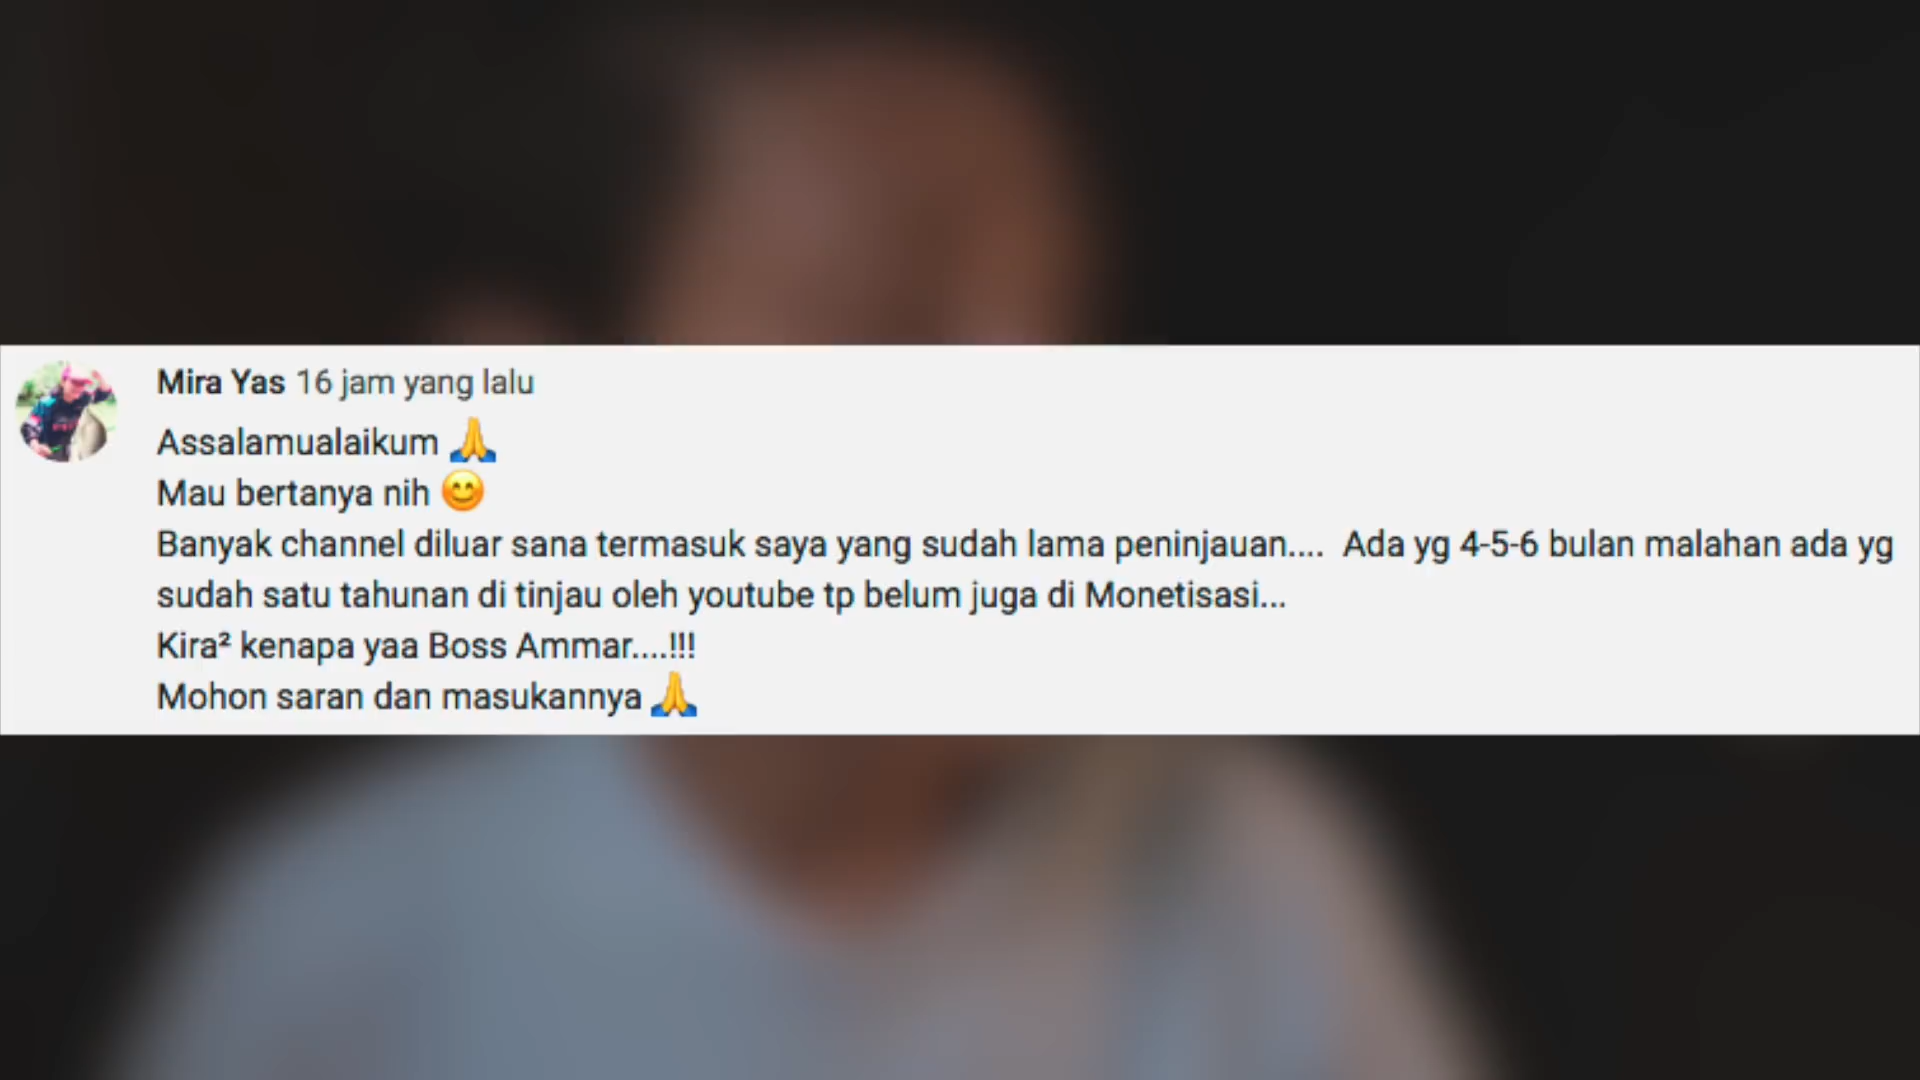 Mira Yas 16 jam yang lalu
Assalamualaikum 🙏
Mau bertanya nih 😊
Banyak channel diluar sana termasuk saya yang sudah lama peninjauan.... Ada yg 4-5-6 bulan malahan ada yg
sudah satu tahunan di tinjau oleh youtube tp belum juga di Monetisasi...
Kira² kenapa yaa Boss Ammar....!!!
Mohon saran dan masukannya 🙏